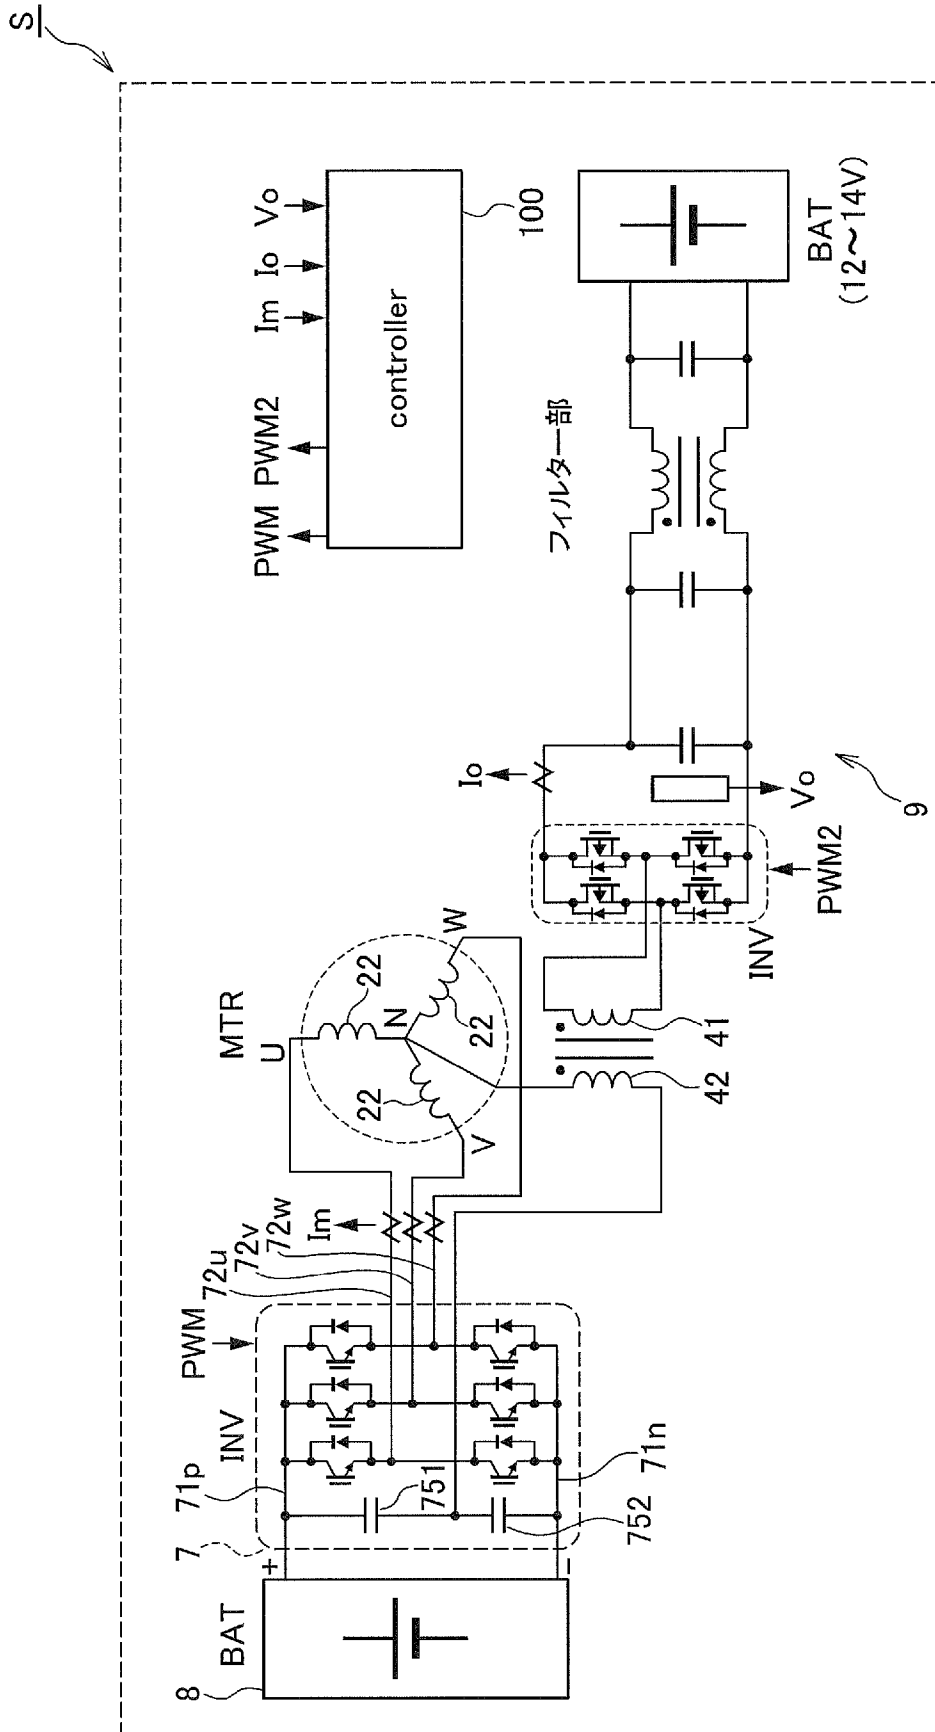 S
PWM
PWM2
Im
Io
Vo
controller
100
フィルター部
BAT
(12〜14V)
Io
Vo
9
INV
PWM2
MTR
U
22
N
W
22
22
V
41
42
Im
72u
72v
72w
PWM
INV
71p
7
751
752
71n
BAT
8
+
−